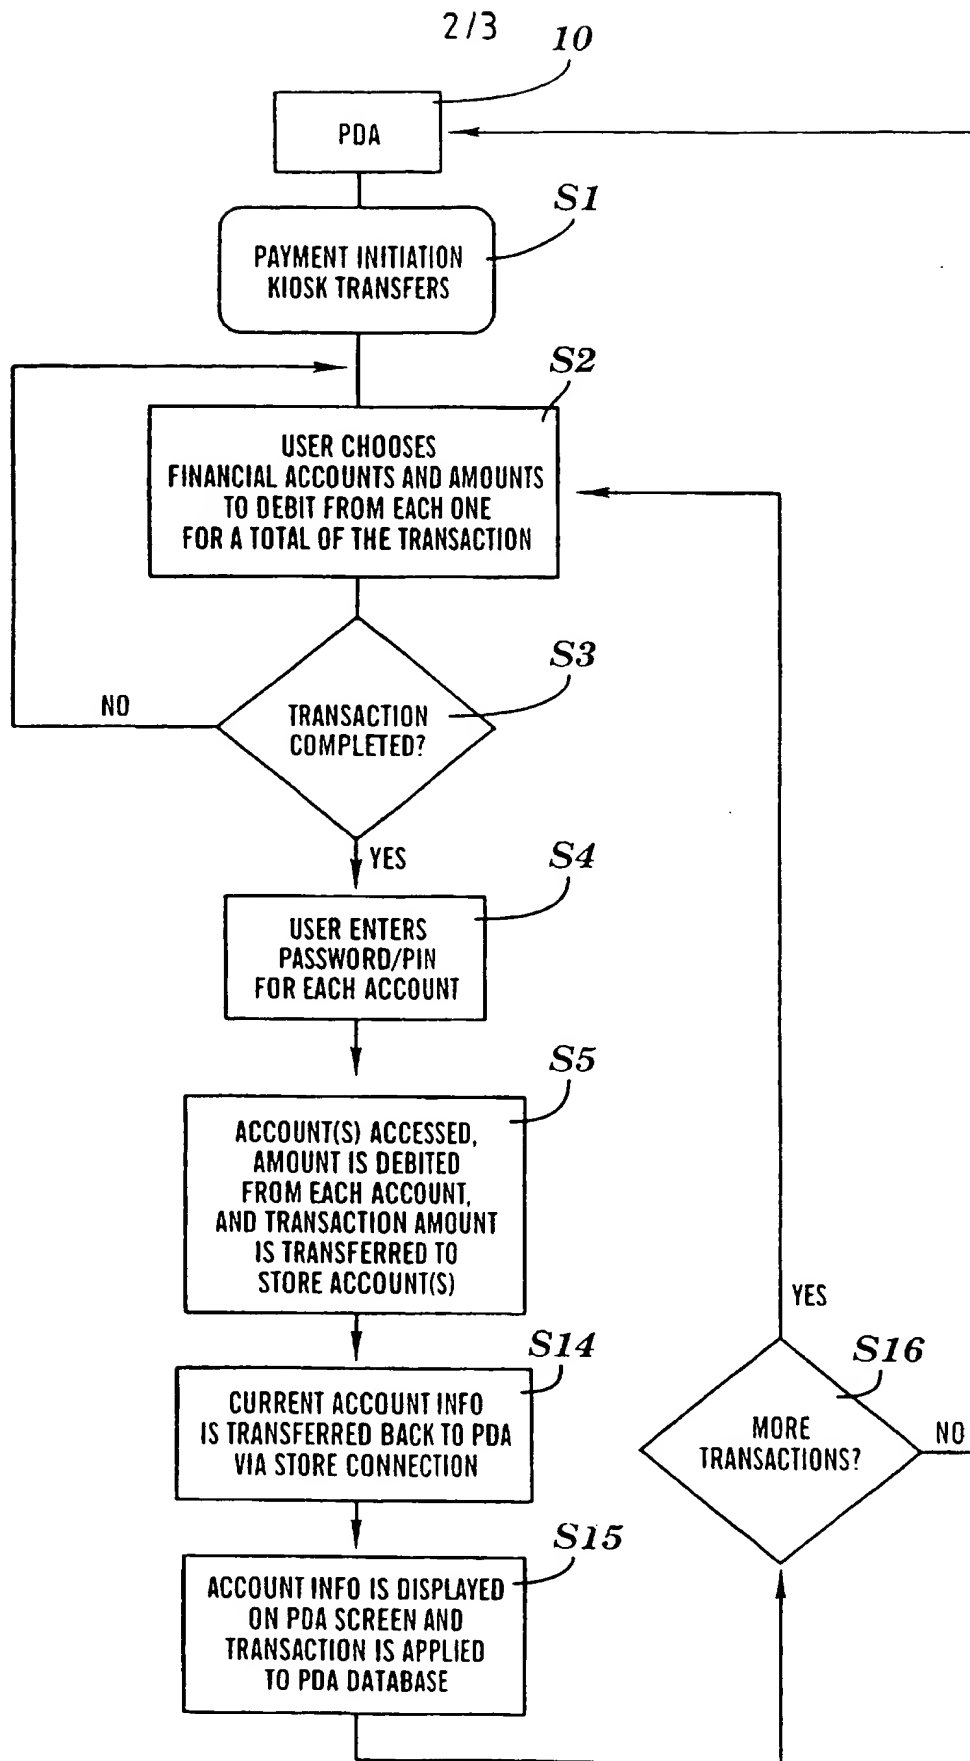 2/3
10
PDA
S1
PAYMENT INITIATION
KIOSK TRANSFERS
S2
USER CHOOSES
FINANCIAL ACCOUNTS AND AMOUNTS
TO DEBIT FROM EACH ONE
FOR A TOTAL OF THE TRANSACTION
S3
NO
TRANSACTION
COMPLETED?
YES
S4
USER ENTERS
PASSWORD/PIN
FOR EACH ACCOUNT
S5
ACCOUNT(S) ACCESSED,
AMOUNT IS DEBITED
FROM EACH ACCOUNT,
AND TRANSACTION AMOUNT
IS TRANSFERRED TO
STORE ACCOUNT(S)
S14
CURRENT ACCOUNT INFO
IS TRANSFERRED BACK TO PDA
VIA STORE CONNECTION
S15
ACCOUNT INFO IS DISPLAYED
ON PDA SCREEN AND
TRANSACTION IS APPLIED
TO PDA DATABASE
YES
S16
MORE
TRANSACTIONS?
NO